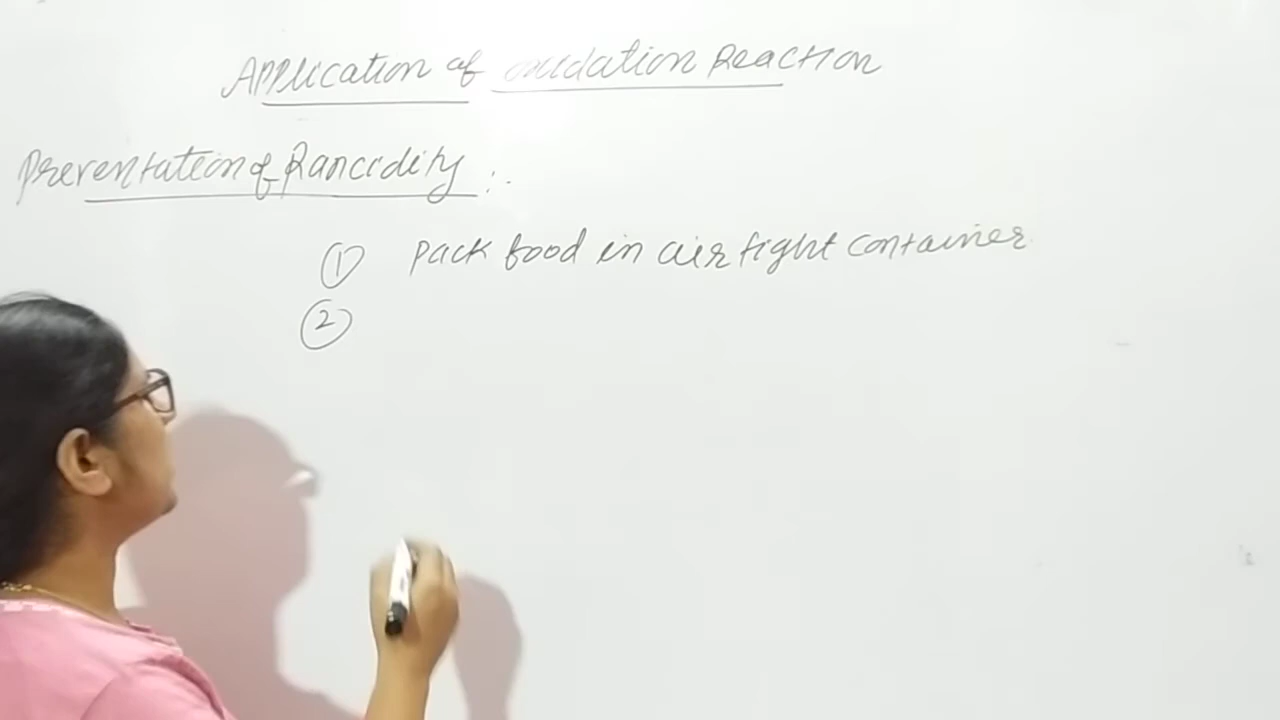 Application of oxidation Reaction
Preventation of Rancidity :.
① Pack food in air tight container
②